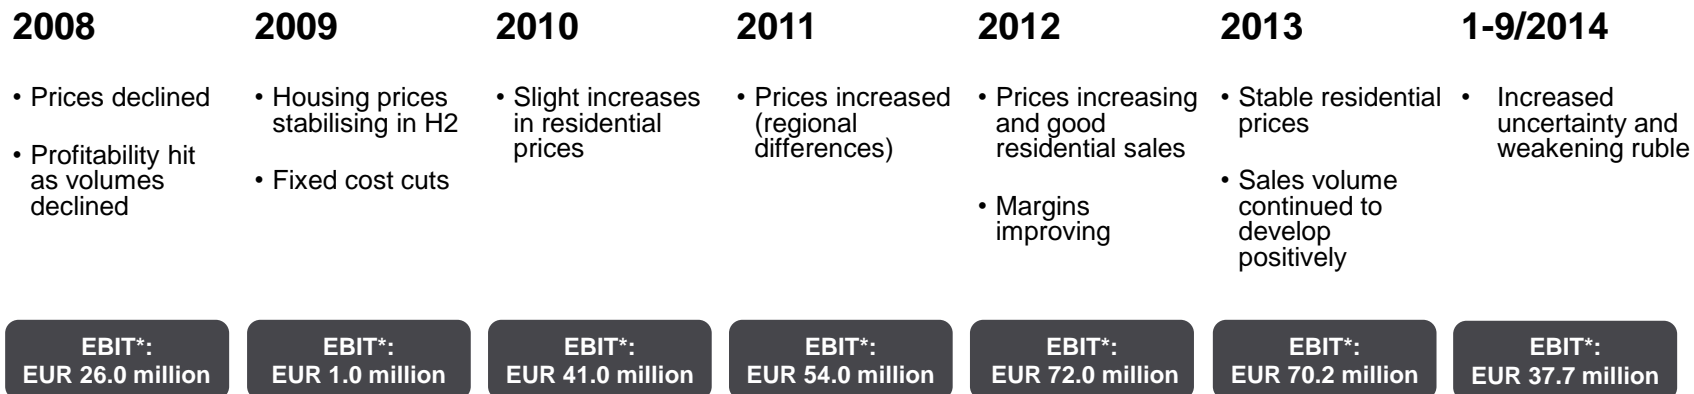 2008
• Prices declined
• Profitability hit
as volumes
declined
EBIT*:
EUR 26.0 million
2009
• Housing prices
stabilising in H2
• Fixed cost cuts
EBIT*:
EUR 1.0 million
2010
• Slight increases
in residential
prices
EBIT*:
EUR 41.0 million
2011
• Prices increased
(regional
differences)
EBIT*:
EUR 54.0 million
2012
• Prices increasing
and good
residential sales
• Margins
improving
EBIT*:
EUR 72.0 million
2013
• Stable residential
prices
• Sales volume
continued to
develop
positively
EBIT*:
EUR 70.2 million
1-9/2014
• Increased
uncertainty and
weakening ruble
EBIT*:
EUR 37.7 million